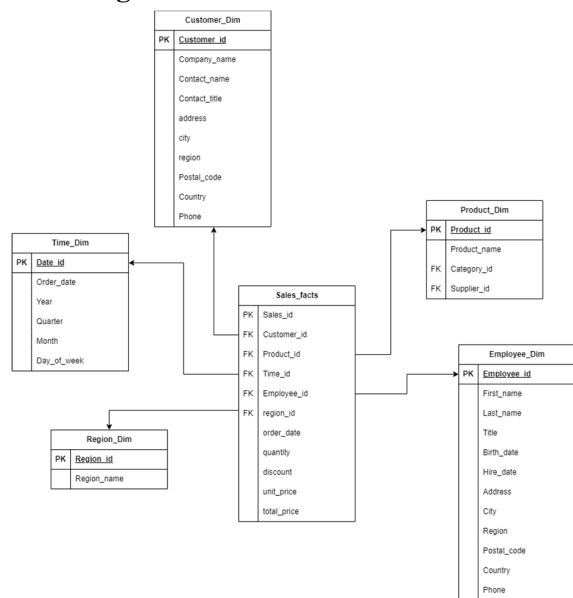 Customer_Dim
PK Customer_id
Company_name
Contact_name
Contact_title
address
city
region
Postal_code
Country
Phone
Time_Dim
PK Date_id
Order_date
Year
Quarter
Month
Day_of_week
Product_Dim
PK Product_id
Product_name
FK Category_id
FK Supplier_id
Sales_facts
PK Sales_id
FK Customer_id
FK Product_id
FK Time_id
FK Employee_id
FK region_id
order_date
quantity
discount
unit_price
total_price
Region_Dim
PK Region_id
Region_name
Employee_Dim
PK Employee_id
First_name
Last_name
Title
Birth_date
Hire_date
Address
City
Region
Postal_code
Country
Phone